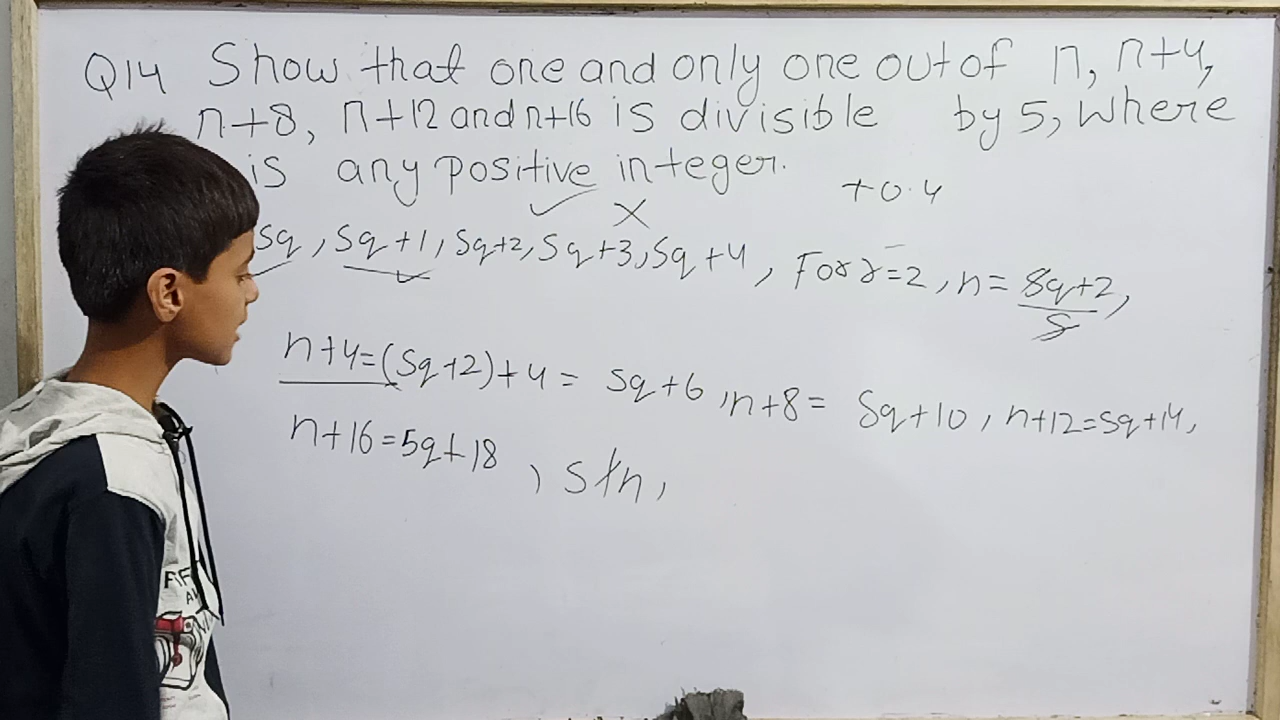 Q14 Show that one and only one out of n, n+4,
n+8, n+12 and n+16 is divisible by 5, where
is any positive integer.
+0.4
5q, 5q+1, 5q+2, 5q+3, 5q+4, For r=2, n= 8q+2,
5
n+4=(5q+2)+4 = 5q+6, n+8= 5q+10, n+12=5q+14,
n+16=5q+18, 5∤n,